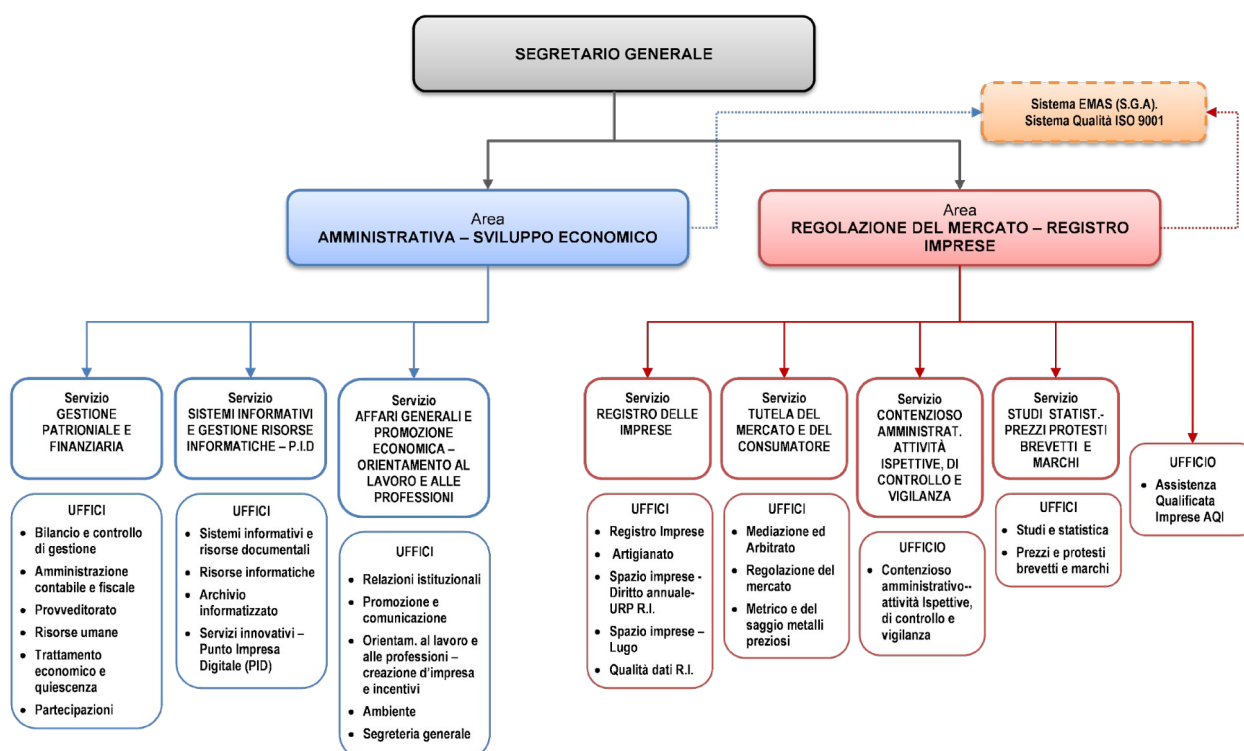 SEGRETARIO GENERALE
Sistema EMAS (S.G.A).
Sistema Qualità ISO 9001
Area
AMMINISTRATIVA – SVILUPPO ECONOMICO
Area
REGOLAZIONE DEL MERCATO – REGISTRO
IMPRESE
Servizio
GESTIONE
PATRIONIALE E
FINANZIARIA
Servizio
SISTEMI INFORMATIVI
E GESTIONE RISORSE
INFORMATICHE – P.I.D
Servizio
AFFARI GENERALI E
PROMOZIONE
ECONOMICA –
ORIENTAMENTO AL
LAVORO E ALLE
PROFESSIONI
Servizio
REGISTRO DELLE
IMPRESE
Servizio
TUTELA DEL
MERCATO E DEL
CONSUMATORE
Servizio
CONTENZIOSO
AMMINISTRAT.
ATTIVITÀ
ISPETTIVE, DI
CONTROLLO E
VIGILANZA
Servizio
STUDI STATIST.-
PREZZI PROTESTI
BREVETTI E
MARCHI
UFFICIO
• Assistenza
Qualificata
Imprese AQI
UFFICI
• Bilancio e controllo
di gestione
• Amministrazione
contabile e fiscale
• Provveditorato
• Risorse umane
• Trattamento
economico e
quiescenza
• Partecipazioni
UFFICI
• Sistemi informativi e
risorse documentali
• Risorse informatiche
• Archivio
informatizzato
• Servizi innovativi –
Punto Impresa
Digitale (PID)
UFFICI
• Relazioni istituzionali
• Promozione e
comunicazione
• Orientam. al lavoro e
alle professioni –
creazione d'impresa
e incentivi
• Ambiente
• Segreteria generale
UFFICI
• Registro Imprese
• Artigianato
• Spazio imprese -
Diritto annuale-
URP R.I.
• Spazio imprese –
Lugo
• Qualità dati R.I.
UFFICI
• Mediazione ed
Arbitrato
• Regolazione del
mercato
• Metrico e del
saggio metalli
preziosi
UFFICIO
• Contenzioso
amministrativo--
attività Ispettive,
di controllo e
vigilanza
UFFICI
• Studi e statistica
• Prezzi e protesti
brevetti e marchi